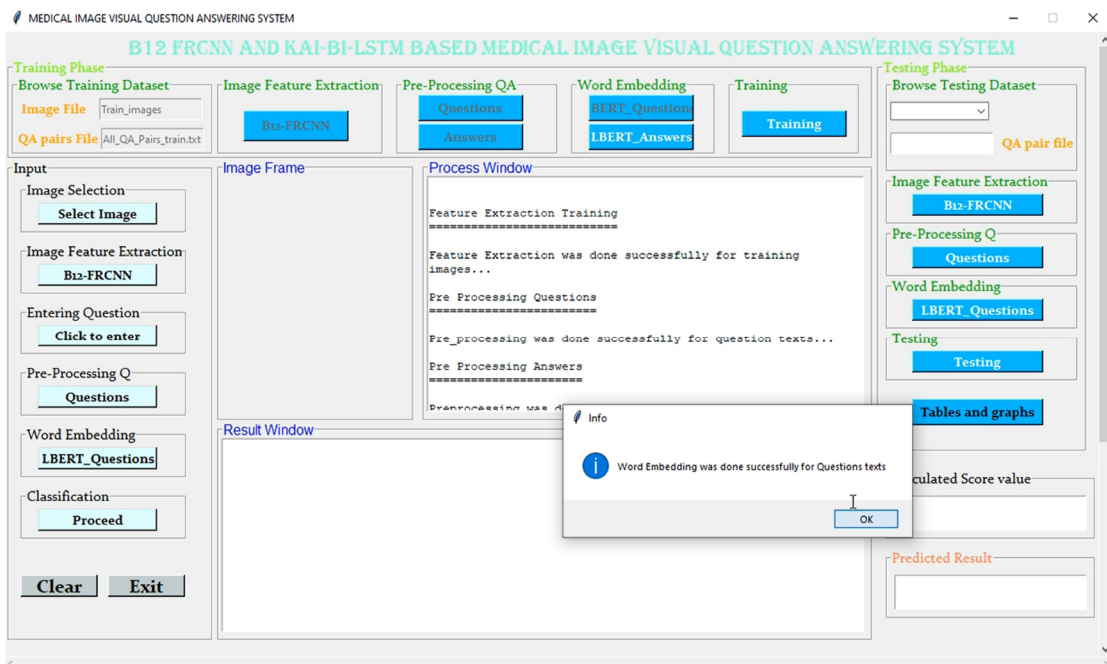 MEDICAL IMAGE VISUAL QUESTION ANSWERING SYSTEM
B12 FRCNN AND KAI-BI-LSTM BASED MEDICAL IMAGE VISUAL QUESTION ANSWERING SYSTEM
Training Phase
Browse Training Dataset
Image File Train_images
QA pairs File All_QA_Pairs_train.txt
Image Feature Extraction
B12-FRCNN
Pre-Processing QA
Questions
Answers
Word Embedding
BERT_Question
LBERT_Answers
Training
Training
Testing Phase
Browse Testing Dataset
QA pair file
Image Feature Extraction
B12-FRCNN
Pre-Processing Q
Questions
Word Embedding
LBERT_Questions
Testing
Testing
Tables and graphs
Input
Image Selection
Select Image
Image Feature Extraction
B12-FRCNN
Entering Question
Click to enter
Pre-Processing Q
Questions
Word Embedding
LBERT_Questions
Classification
Proceed
Clear Exit
Image Frame
Process Window
Feature Extraction Training
===========================
Feature Extraction was done successfully for training
images...
Pre Processing Questions
========================
Pre_processing was done successfully for question texts...
Pre Processing Answers
======================
Preprocessing was d
Result Window
Info
Word Embedding was done successfully for Questions texts
OK
culated Score value
Predicted Result